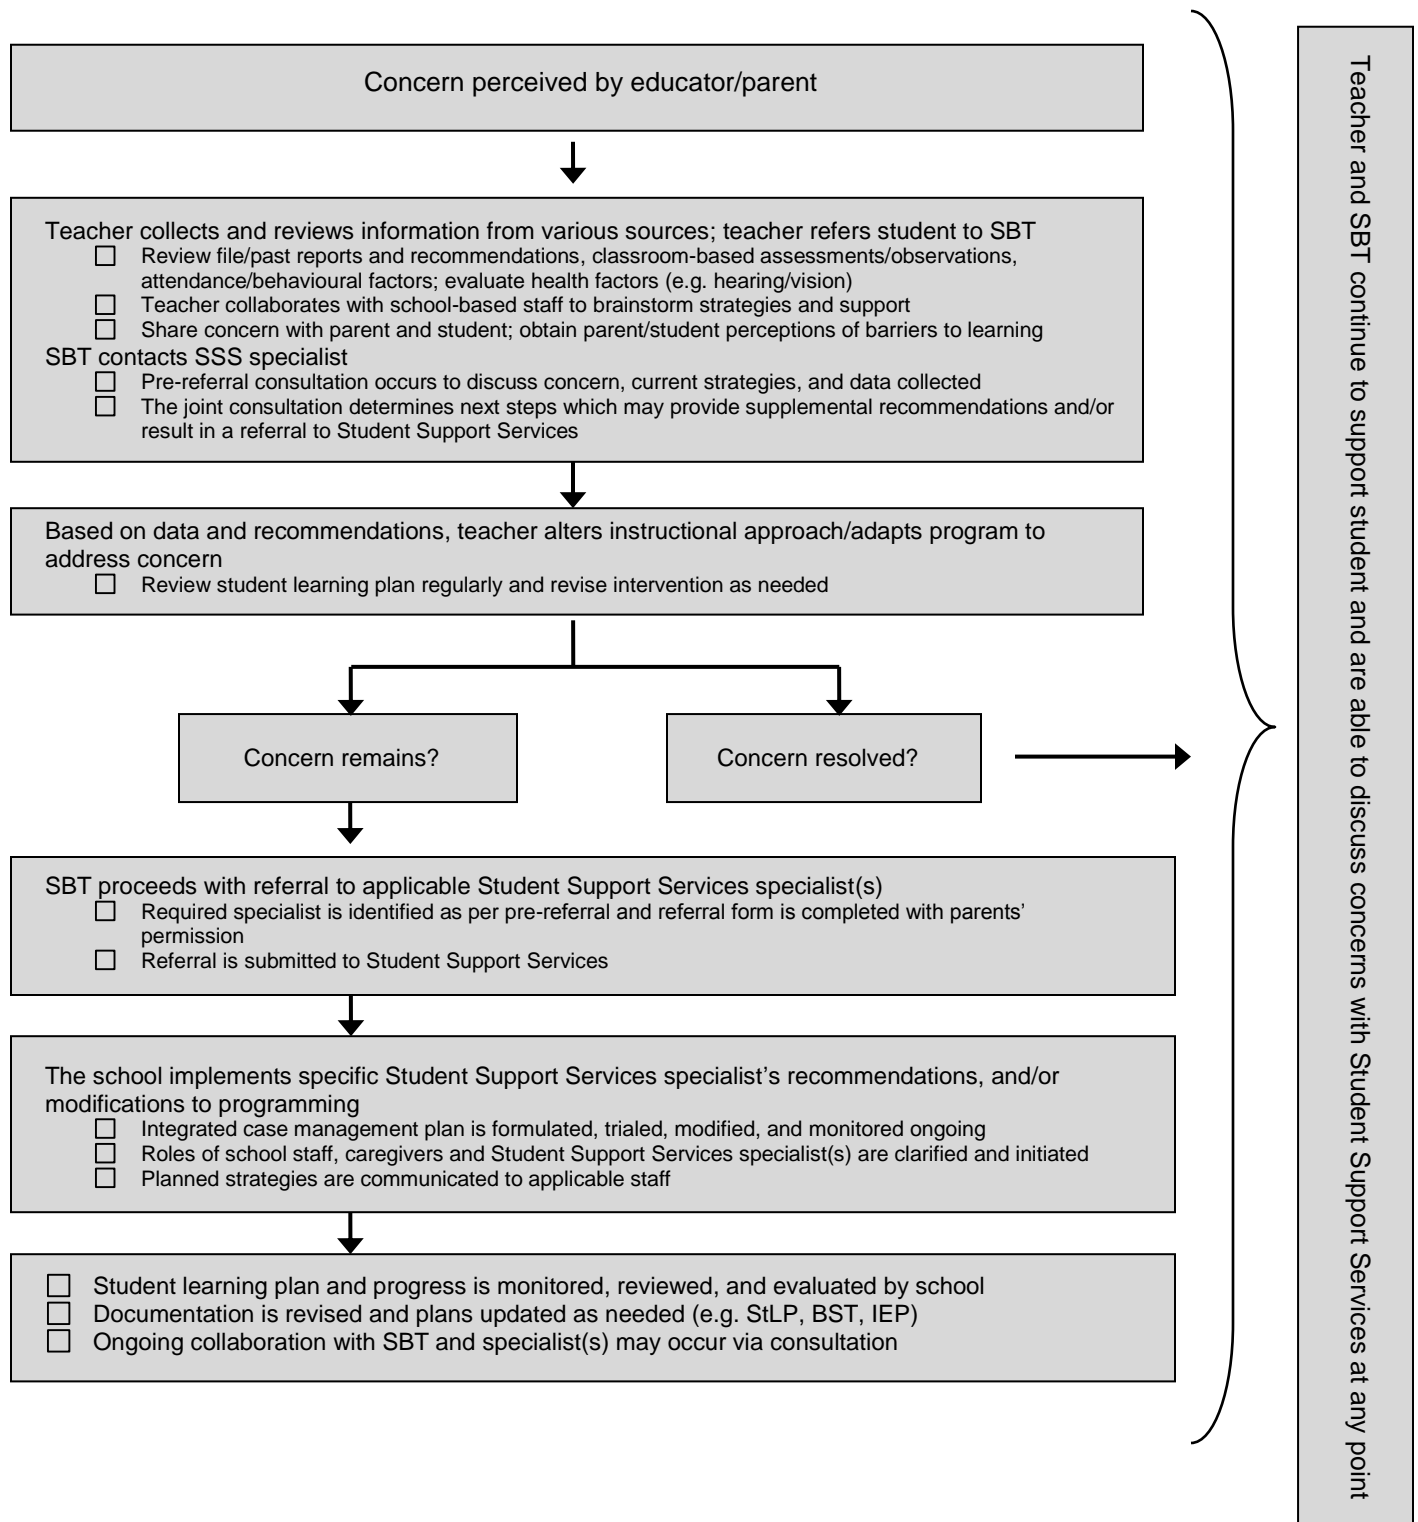 Concern perceived by educator/parent
Teacher collects and reviews information from various sources; teacher refers student to SBT
Review file/past reports and recommendations, classroom-based assessments/observations,
attendance/behavioural factors; evaluate health factors (e.g. hearing/vision)
Teacher collaborates with school-based staff to brainstorm strategies and support
Share concern with parent and student; obtain parent/student perceptions of barriers to learning
SBT contacts SSS specialist
Pre-referral consultation occurs to discuss concern, current strategies, and data collected
The joint consultation determines next steps which may provide supplemental recommendations and/or
result in a referral to Student Support Services
Based on data and recommendations, teacher alters instructional approach/adapts program to
address concern
Review student learning plan regularly and revise intervention as needed
Concern remains?
Concern resolved?
SBT proceeds with referral to applicable Student Support Services specialist(s)
Required specialist is identified as per pre-referral and referral form is completed with parents'
permission
Referral is submitted to Student Support Services
The school implements specific Student Support Services specialist's recommendations, and/or
modifications to programming
Integrated case management plan is formulated, trialed, modified, and monitored ongoing
Roles of school staff, caregivers and Student Support Services specialist(s) are clarified and initiated
Planned strategies are communicated to applicable staff
Student learning plan and progress is monitored, reviewed, and evaluated by school
Documentation is revised and plans updated as needed (e.g. StLP, BST, IEP)
Ongoing collaboration with SBT and specialist(s) may occur via consultation
Teacher and SBT continue to support student and are able to discuss concerns with Student Support Services at any point